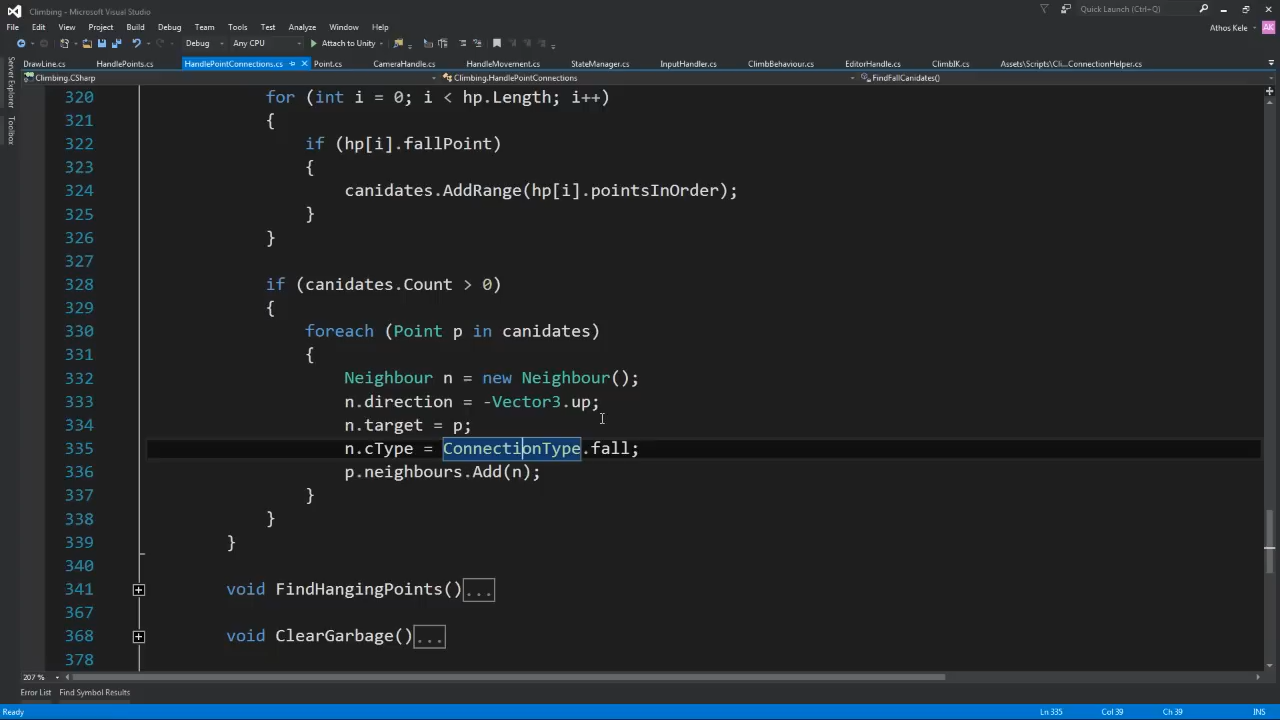 Climbing - Microsoft Visual Studio
Quick Launch (Ctrl+Q)
File Edit View Project Build Debug Team Tools Test Analyze Window Help
Athos Kele
AK
Debug Any CPU Attach to Unity
DrawLine.cs HandlePoints.cs HandlePointConnections.cs Point.cs CameraHandle.cs HandleMovement.cs StateManager.cs InputHandler.cs ClimbBehaviour.cs EditorHandle.cs ClimbIK.cs Assets\Scripts\Cli...ConnectionHelper.cs
Climbing.CSharp Climbing.HandlePointConnections FindFallCanidates()
Server Explorer
Toolbox
320 for (int i = 0; i < hp.Length; i++)
321 {
322 if (hp[i].fallPoint)
323 {
324 canidates.AddRange(hp[i].pointsInOrder);
325 }
326 }
327
328 if (canidates.Count > 0)
329 {
330 foreach (Point p in canidates)
331 {
332 Neighbour n = new Neighbour();
333 n.direction = -Vector3.up;
334 n.target = p;
335 n.cType = ConnectionType.fall;
336 p.neighbours.Add(n);
337 }
338 }
339 }
340
341 void FindHangingPoints()...
367
368 void ClearGarbage()...
378
207 %
Error List Find Symbol Results
Ready Ln 335 Col 39 Ch 39 INS